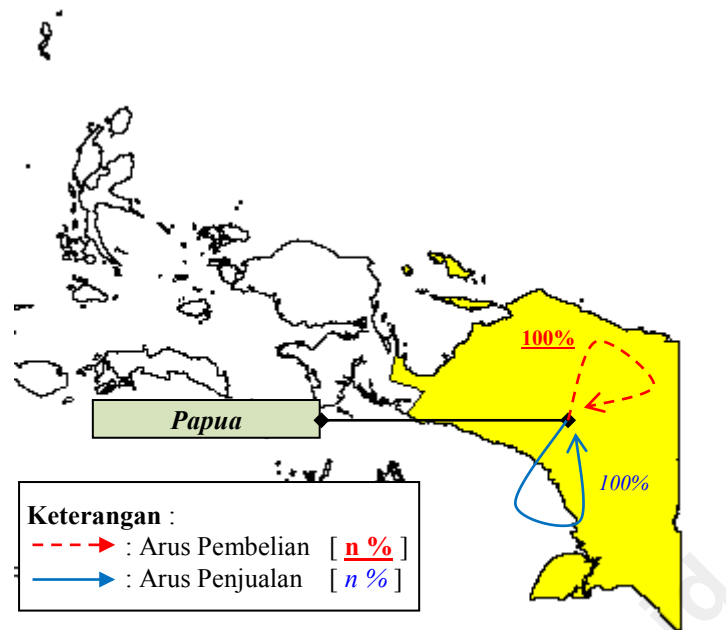 100%
Papua
100%
Keterangan :
: Arus Pembelian [ n % ]
: Arus Penjualan [ n % ]